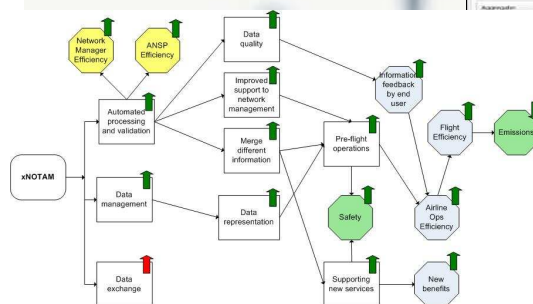 Network
Manager
Efficiency
ANSP
Efficiency
Data
quality
Improved
support to
network
management
Information
feedback
by end
user
Automated
processing
and validation
Merge
different
information
Pre-flight
operations
Flight
Efficiency
Emissions
xNOTAM
Data
management
Data
representation
Safety
Airline
Ops
Efficiency
Data
exchange
Supporting
new services
New
benefits